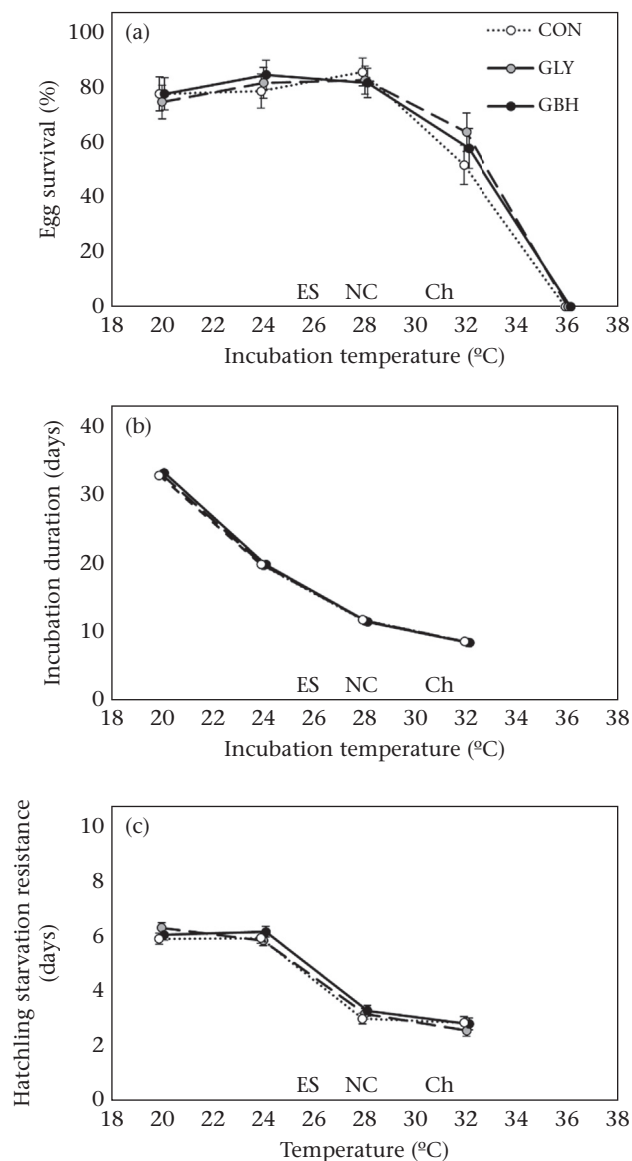 (a)
CON
GLY
GBH
100
80
60
40
20
0
Egg survival (%)
ES NC Ch
18 20 22 24 26 28 30 32 34 36 38
Incubation temperature (ºC)
(b)
40
30
20
10
0
Incubation duration (days)
ES NC Ch
18 20 22 24 26 28 30 32 34 36 38
Incubation temperature (ºC)
(c)
10
8
6
4
2
0
Hatchling starvation resistance
(days)
ES NC Ch
18 20 22 24 26 28 30 32 34 36 38
Temperature (ºC)